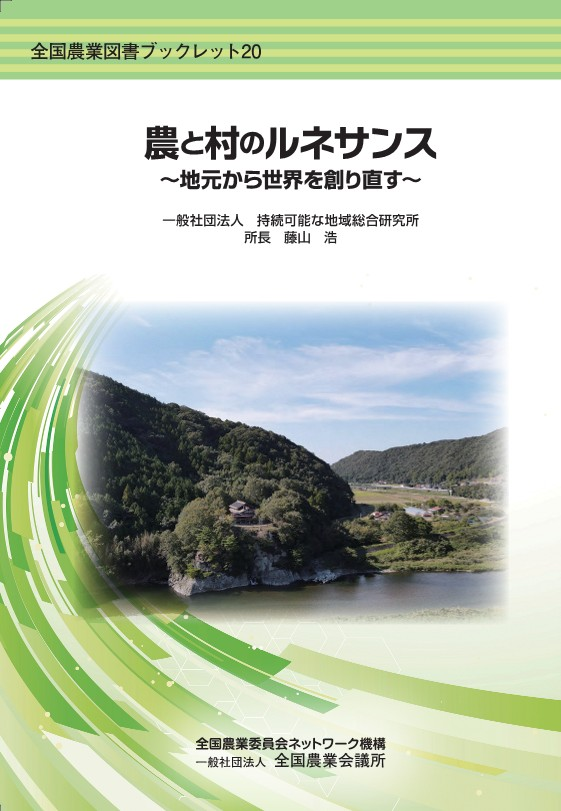 全国農業図書ブックレット20
農と村のルネサンス
～地元から世界を創り直す～
一般社団法人　持続可能な地域総合研究所
所長　藤山　浩
全国農業委員会ネットワーク機構
一般社団法人　全国農業会議所